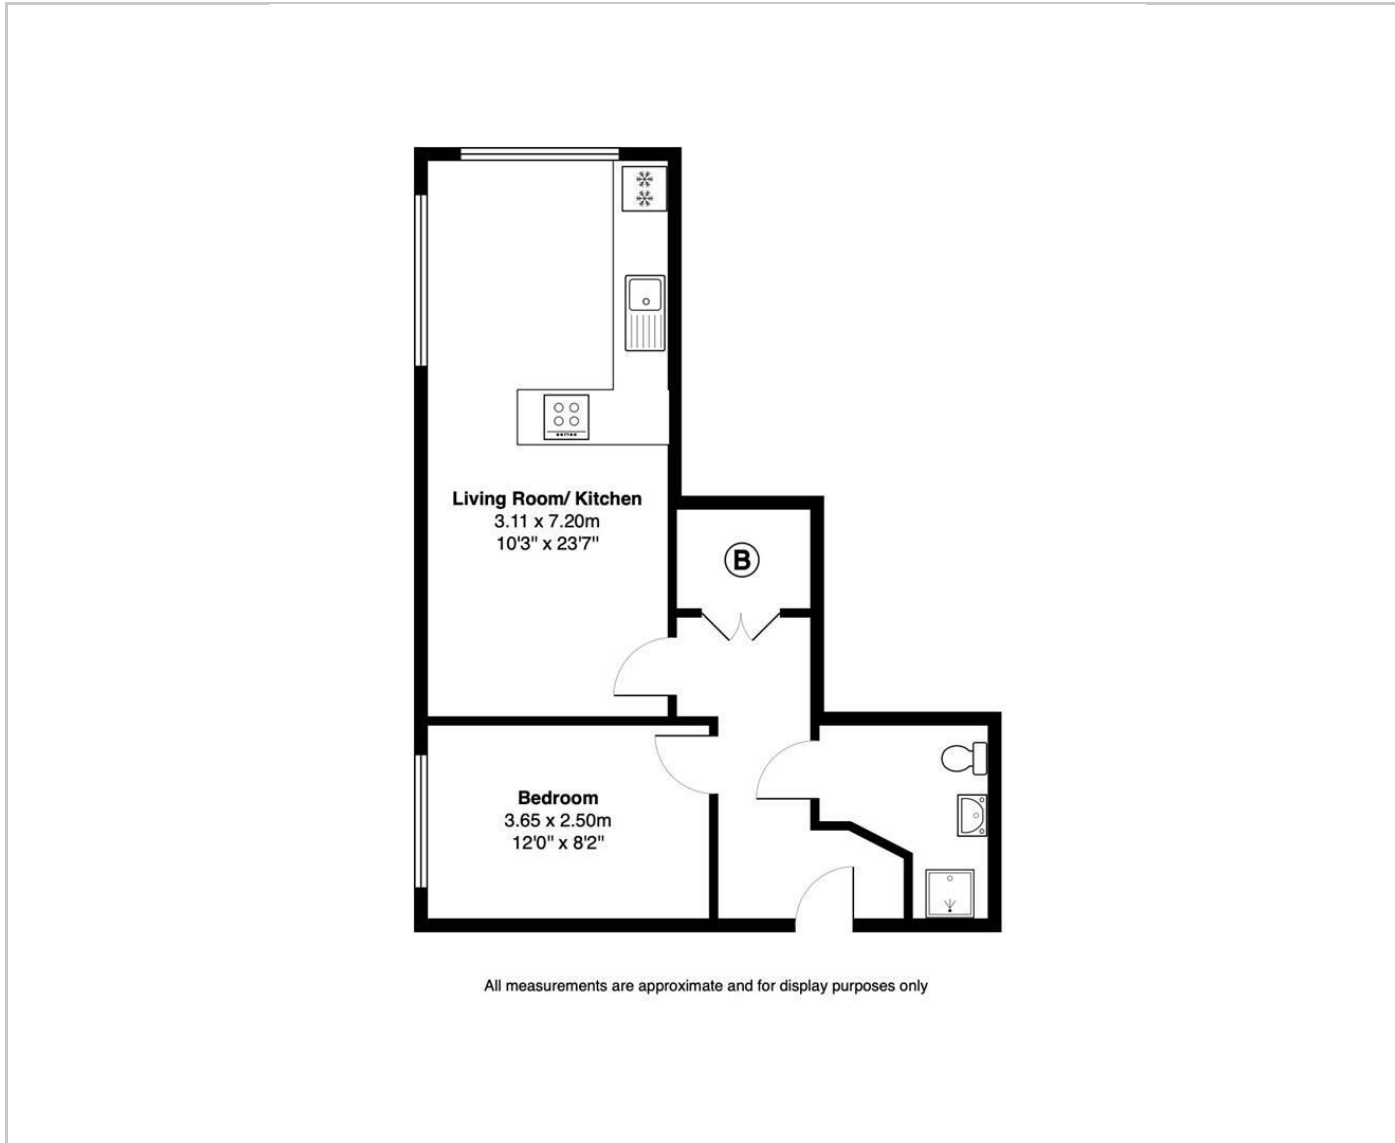 Living Room/ Kitchen
3.11 x 7.20m
10'3" x 23'7"
B
Bedroom
3.65 x 2.50m
12'0" x 8'2"
All measurements are approximate and for display purposes only